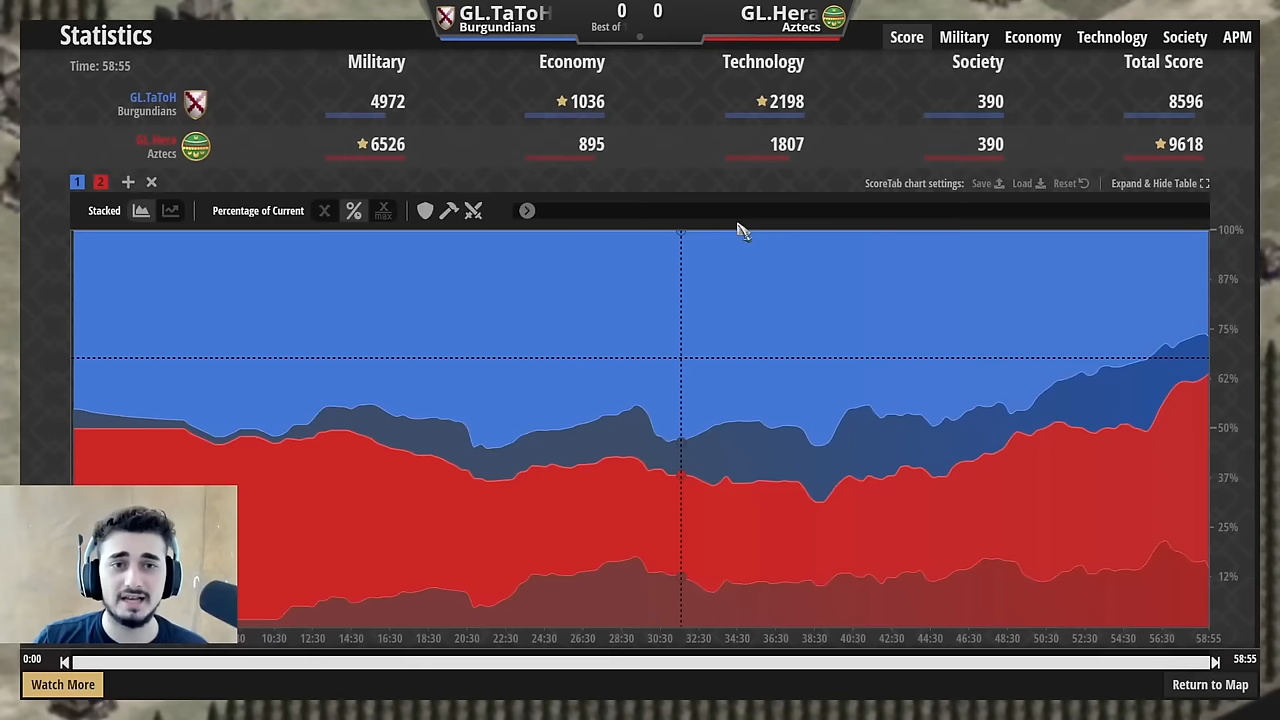 Statistics
GL.TaToH
Burgundians
0 0
Best of
GL.Hera
Aztecs
Score Military Economy Technology Society APM
Time: 58:55
Military Economy Technology Society Total Score
GL.TaToH
Burgundians
4972 1036 2198 390 8596
GL.Hera
Aztecs
6526 895 1807 390 9618
1 2
ScoreTab chart settings: Save Load Reset Expand & Hide Table
Stacked Percentage of Current X % X max
100%
87%
75%
62%
50%
37%
25%
12%
10:30 12:30 14:30 16:30 18:30 20:30 22:30 24:30 26:30 28:30 30:30 32:30 34:30 36:30 38:30 40:30 42:30 44:30 46:30 48:30 50:30 52:30 54:30 56:30 58:55
0:00 58:55
Watch More Return to Map